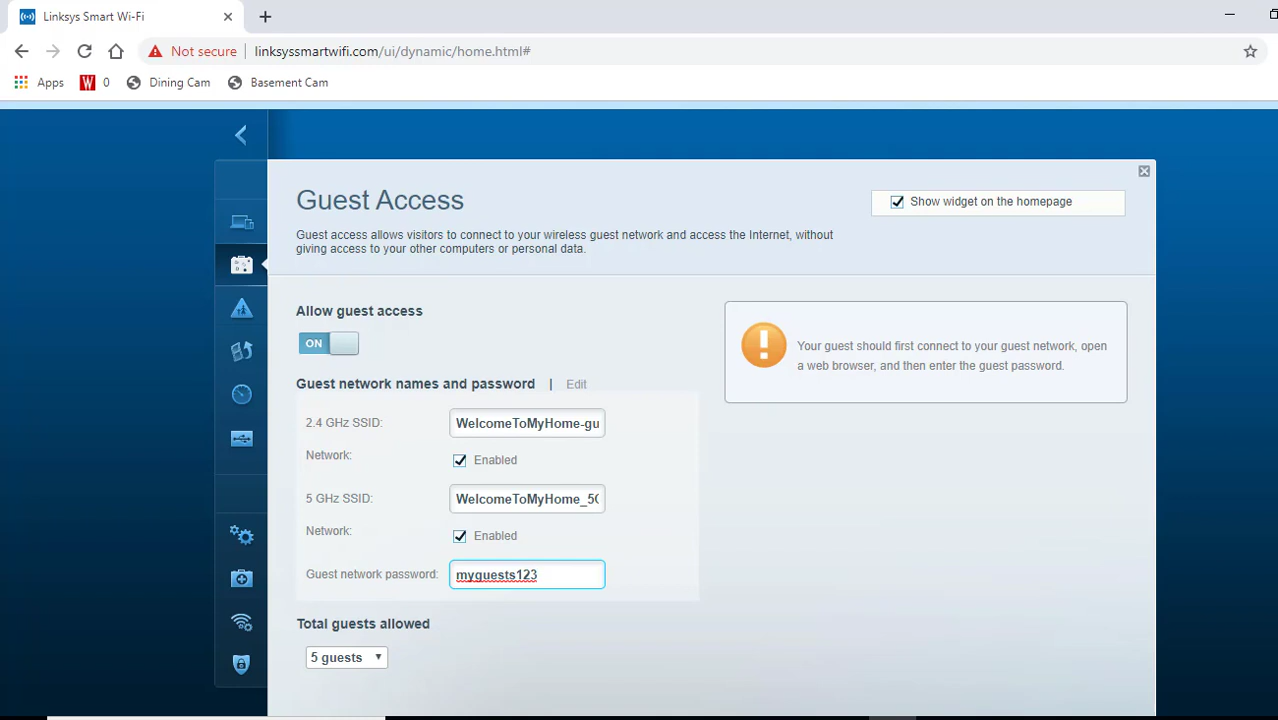 Linksys Smart Wi-Fi
Not secure linksyssmartwifi.com/ui/dynamic/home.html#
Apps W 0 Dining Cam Basement Cam
Guest Access
Show widget on the homepage
Guest access allows visitors to connect to your wireless guest network and access the Internet, without
giving access to your other computers or personal data.
Allow guest access
ON
Your guest should first connect to your guest network, open
a web browser, and then enter the guest password.
Guest network names and password | Edit
2.4 GHz SSID: WelcomeToMyHome-gu
Network: Enabled
5 GHz SSID: WelcomeToMyHome_5
Network: Enabled
Guest network password: myguests123
Total guests allowed
5 guests